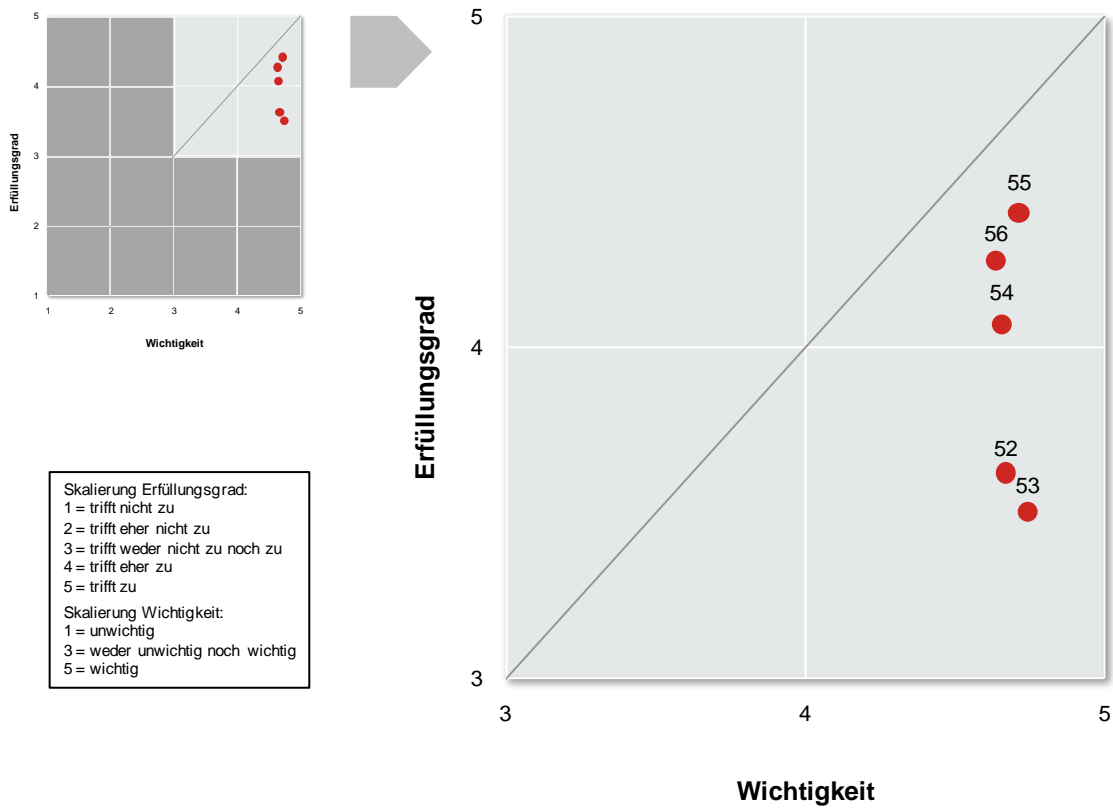 5
4
3
2
1
Erfüllungsgrad
1
2
3
4
5
Wichtigkeit
Skalierung Erfüllungsgrad:
1 = trifft nicht zu
2 = trifft eher nicht zu
3 = trifft weder nicht zu noch zu
4 = trifft eher zu
5 = trifft zu
Skalierung Wichtigkeit:
1 = unwichtig
3 = weder unwichtig noch wichtig
5 = wichtig
5
4
3
Erfüllungsgrad
55
56
54
52
53
3
4
5
Wichtigkeit